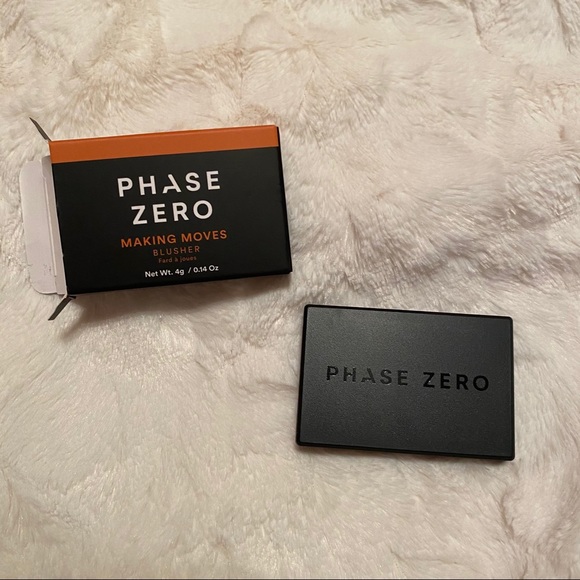 PHASE
ZERO
MAKING MOVES
BLUSHER
Fard à joues
Net Wt. 4g / 0.14 Oz
PHASE ZERO